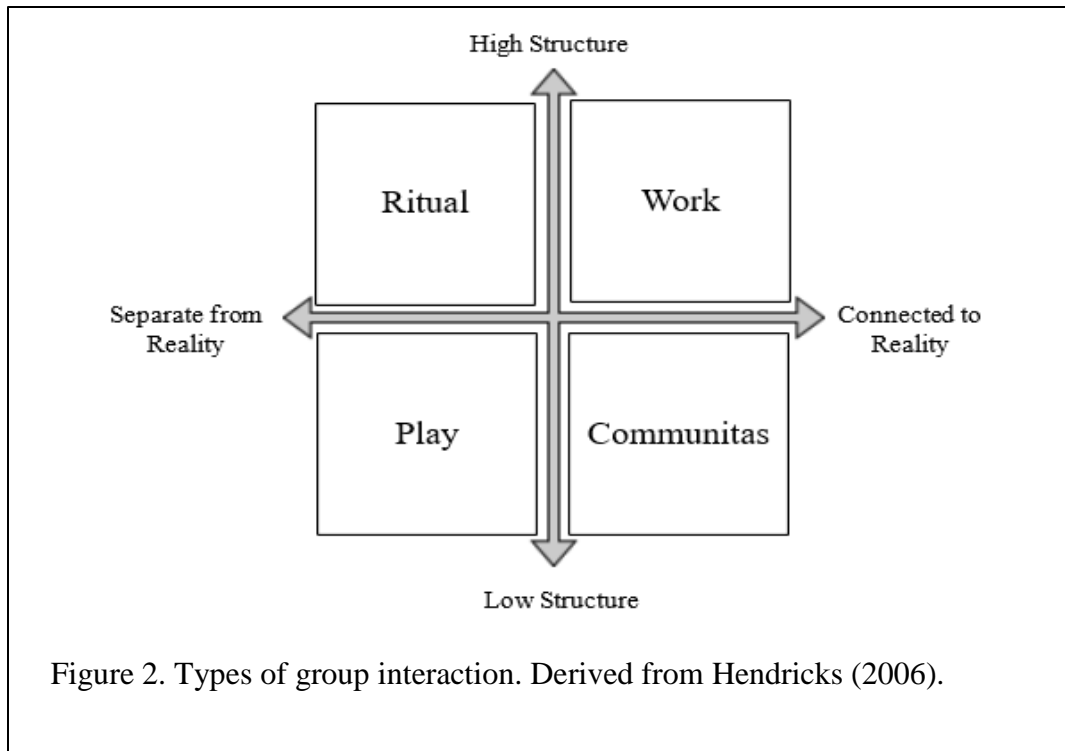 High Structure
Ritual
Work
Separate from
Reality
Connected to
Reality
Play
Communitas
Low Structure
Figure 2. Types of group interaction. Derived from Hendricks (2006).